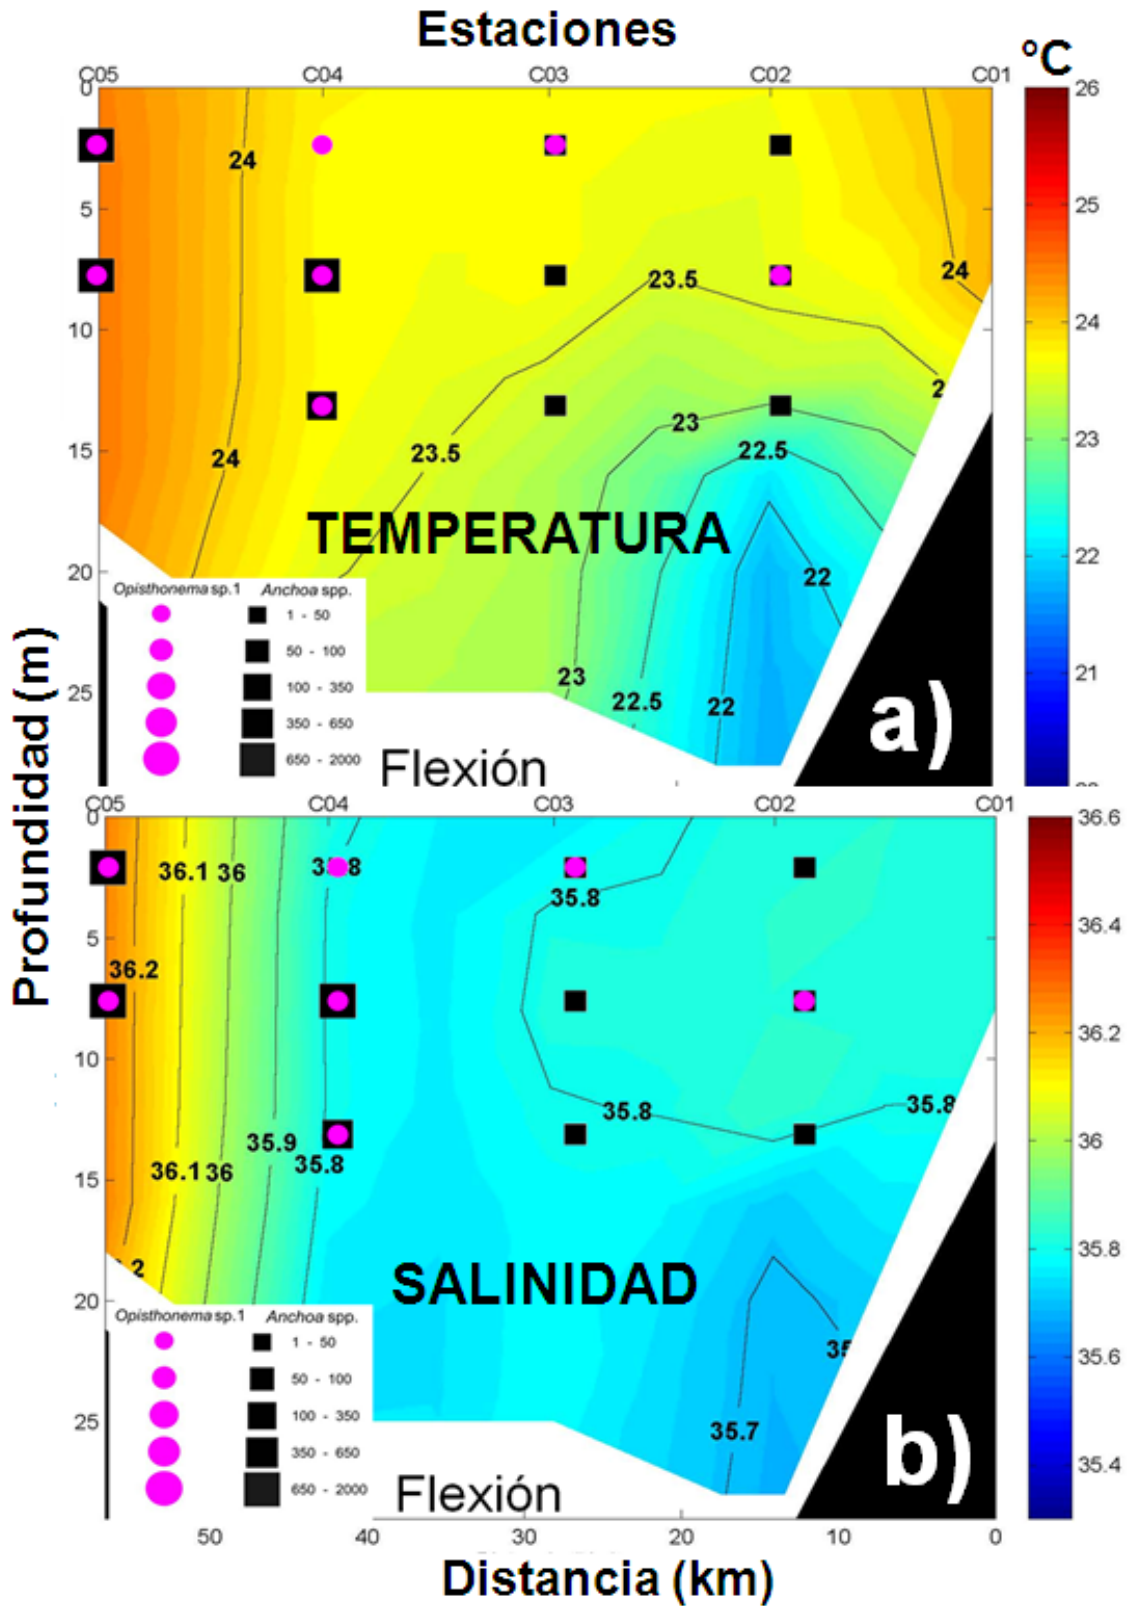 Estaciones
°C
C05 C04 C03 C02 C01
0
5
10
15
20
25
24
24
23.5
23.5
24
23
22.5
22
23
22.5
22
TEMPERATURA
Opisthonema sp.1 Anchoa spp.
1 - 50
50 - 100
100 - 350
350 - 650
650 - 2000
Flexión
a)
26
25
24
23
22
21
Profundidad (m)
C05 C04 C03 C02 C01
0
5
10
15
20
25
36.1 36
36.2
35.8
35.8
35.8
35.9
35.8
36.1 36
35.7
SALINIDAD
Opisthonema sp.1 Anchoa spp.
1 - 50
50 - 100
100 - 350
350 - 650
650 - 2000
Flexión
b)
36.6
36.4
36.2
36
35.8
35.6
35.4
50 40 30 20 10 0
Distancia (km)